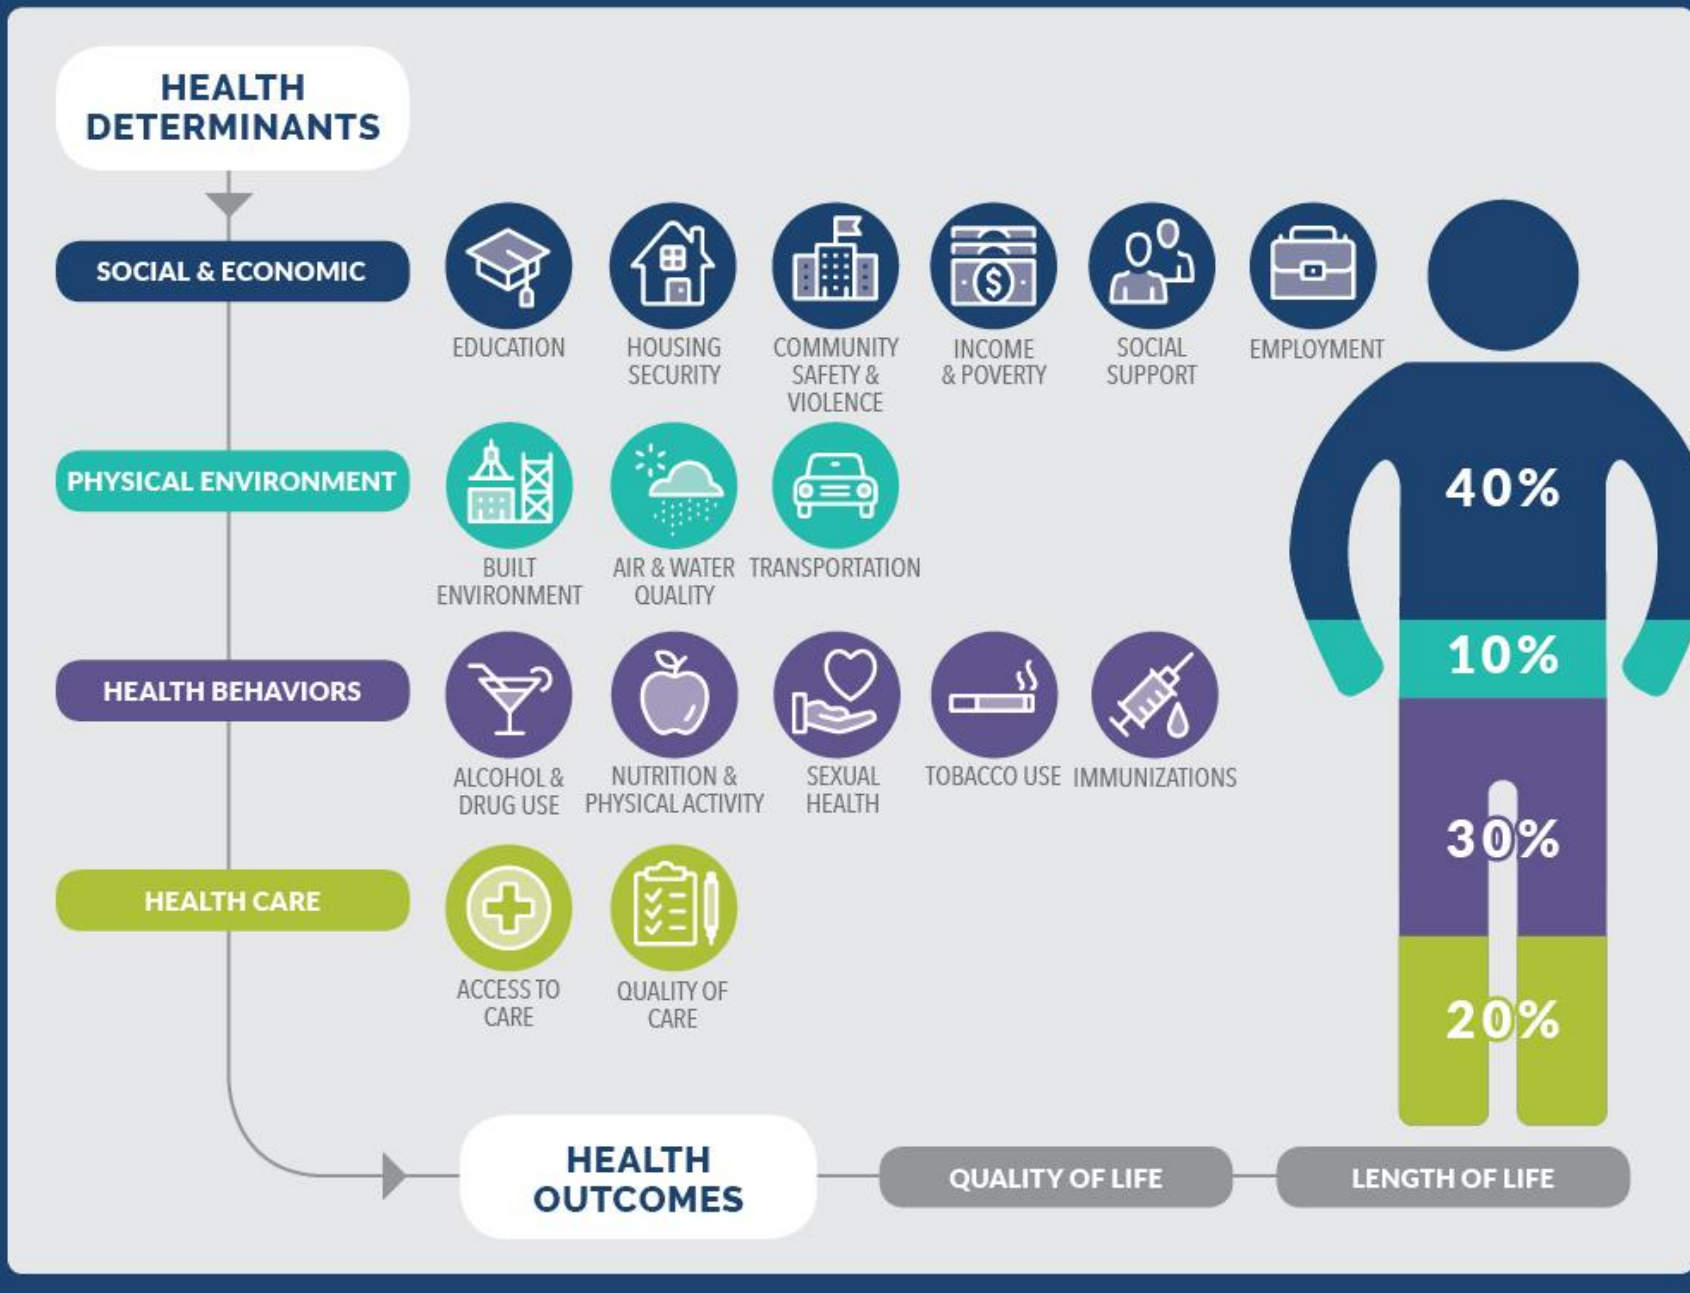 HEALTH
DETERMINANTS
SOCIAL & ECONOMIC
EDUCATION
HOUSING
SECURITY
COMMUNITY
SAFETY &
VIOLENCE
INCOME
& POVERTY
SOCIAL
SUPPORT
EMPLOYMENT
40%
PHYSICAL ENVIRONMENT
BUILT
ENVIRONMENT
AIR & WATER
QUALITY
TRANSPORTATION
10%
HEALTH BEHAVIORS
ALCOHOL &
DRUG USE
NUTRITION &
PHYSICAL ACTIVITY
SEXUAL
HEALTH
TOBACCO USE
IMMUNIZATIONS
30%
HEALTH CARE
ACCESS TO
CARE
QUALITY OF
CARE
20%
HEALTH
OUTCOMES
QUALITY OF LIFE
LENGTH OF LIFE